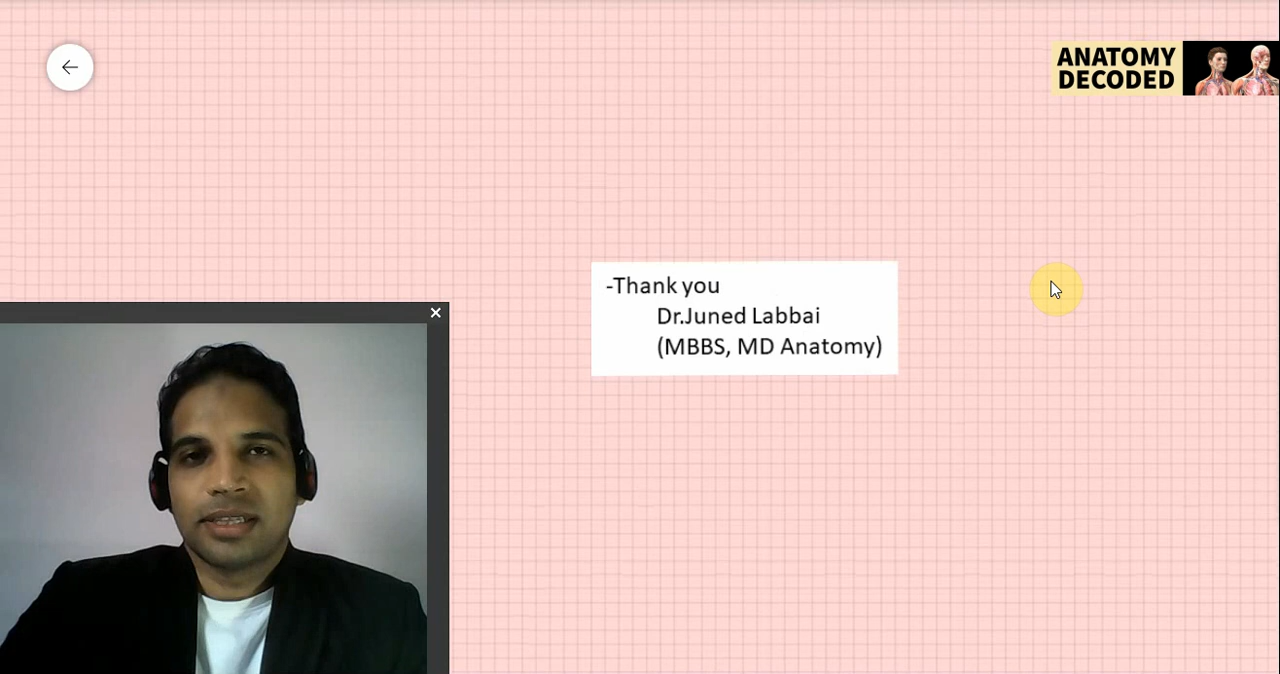 ANATOMY
DECODED
-Thank you
Dr.Juned Labbai
(MBBS, MD Anatomy)